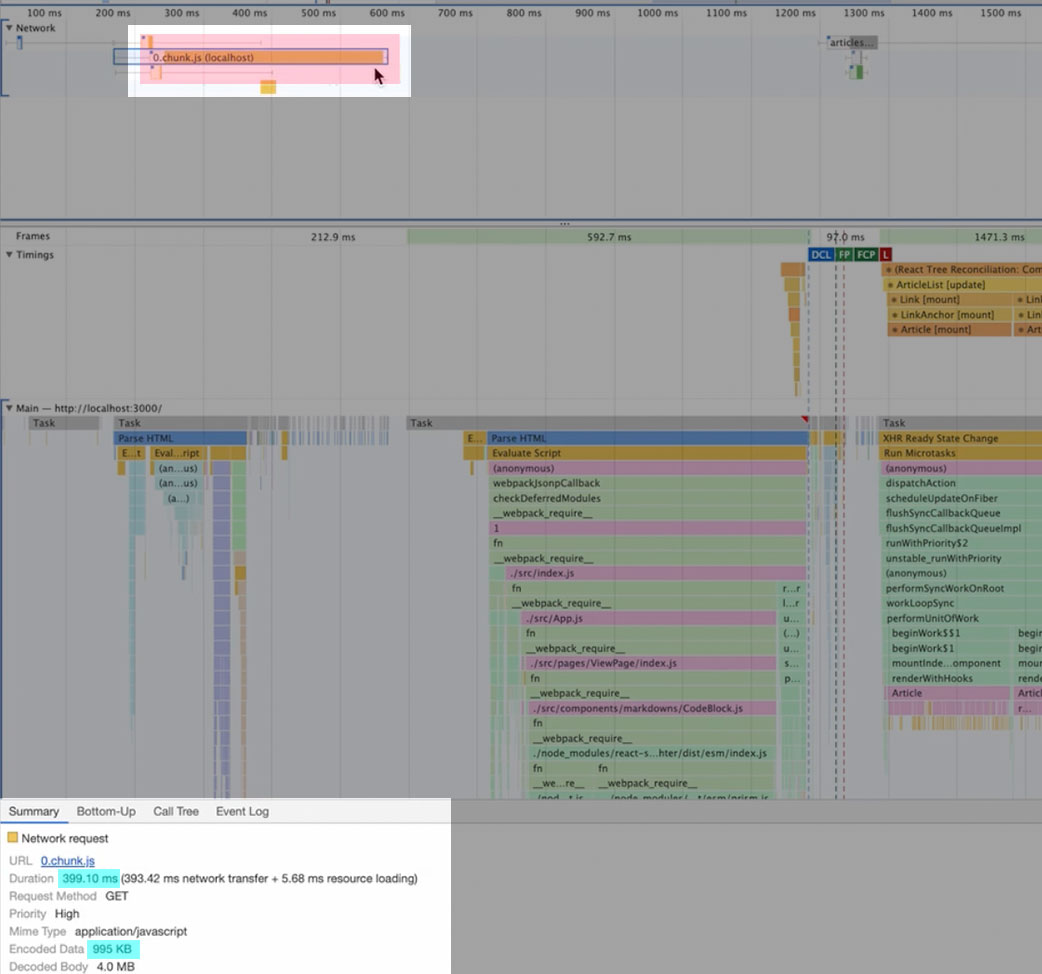 100 ms 200 ms 300 ms 400 ms 500 ms 600 ms 700 ms 800 ms 900 ms 1000 ms 1100 ms 1200 ms 1300 ms 1400 ms 1500 ms
▼ Network
articles…
0.chunk.js (localhost)
Frames 212.9 ms 592.7 ms 97.0 ms 1471.3 ms
▼ Timings
DCL FP FCP L
(React Tree Reconciliation: Com
ArticleList [update]
Link [mount] Lin
LinkAnchor [mount] Lin
Article [mount] Art
▼ Main — http://localhost:3000/
Task Task Task Task
Parse HTML E… Parse HTML XHR Ready State Change
E…t Eval…ript Evaluate Script Run Microtasks
(an…us) (anonymous) (anonymous)
(an…us) webpackJsonpCallback dispatchAction
(a…) checkDeferredModules scheduleUpdateOnFiber
__webpack_require__ flushSyncCallbackQueue
1 flushSyncCallbackQueueImpl
fn runWithPriority$2
__webpack_require__ unstable_runWithPriority
./src/index.js (anonymous)
fn r…r performSyncWorkOnRoot
__webpack_require__ l…r workLoopSync
./src/App.js u… performUnitOfWork
fn (…) beginWork$$1 begin
__webpack_require__ u… beginWork$1 begin
./src/pages/ViewPage/index.js s… mountInde…omponent mour
fn p… renderWithHooks rende
__webpack_require__ Article Articl
./src/components/markdowns/CodeBlock.js r…
fn
__webpack_require__
./node_modules/react-s…hter/dist/esm/index.js
fn fn
__we…re__ __webpack_require__
Summary Bottom-Up Call Tree Event Log
Network request
URL 0.chunk.js
Duration 399.10 ms (393.42 ms network transfer + 5.68 ms resource loading)
Request Method GET
Priority High
Mime Type application/javascript
Encoded Data 995 KB
Decoded Body 4.0 MB